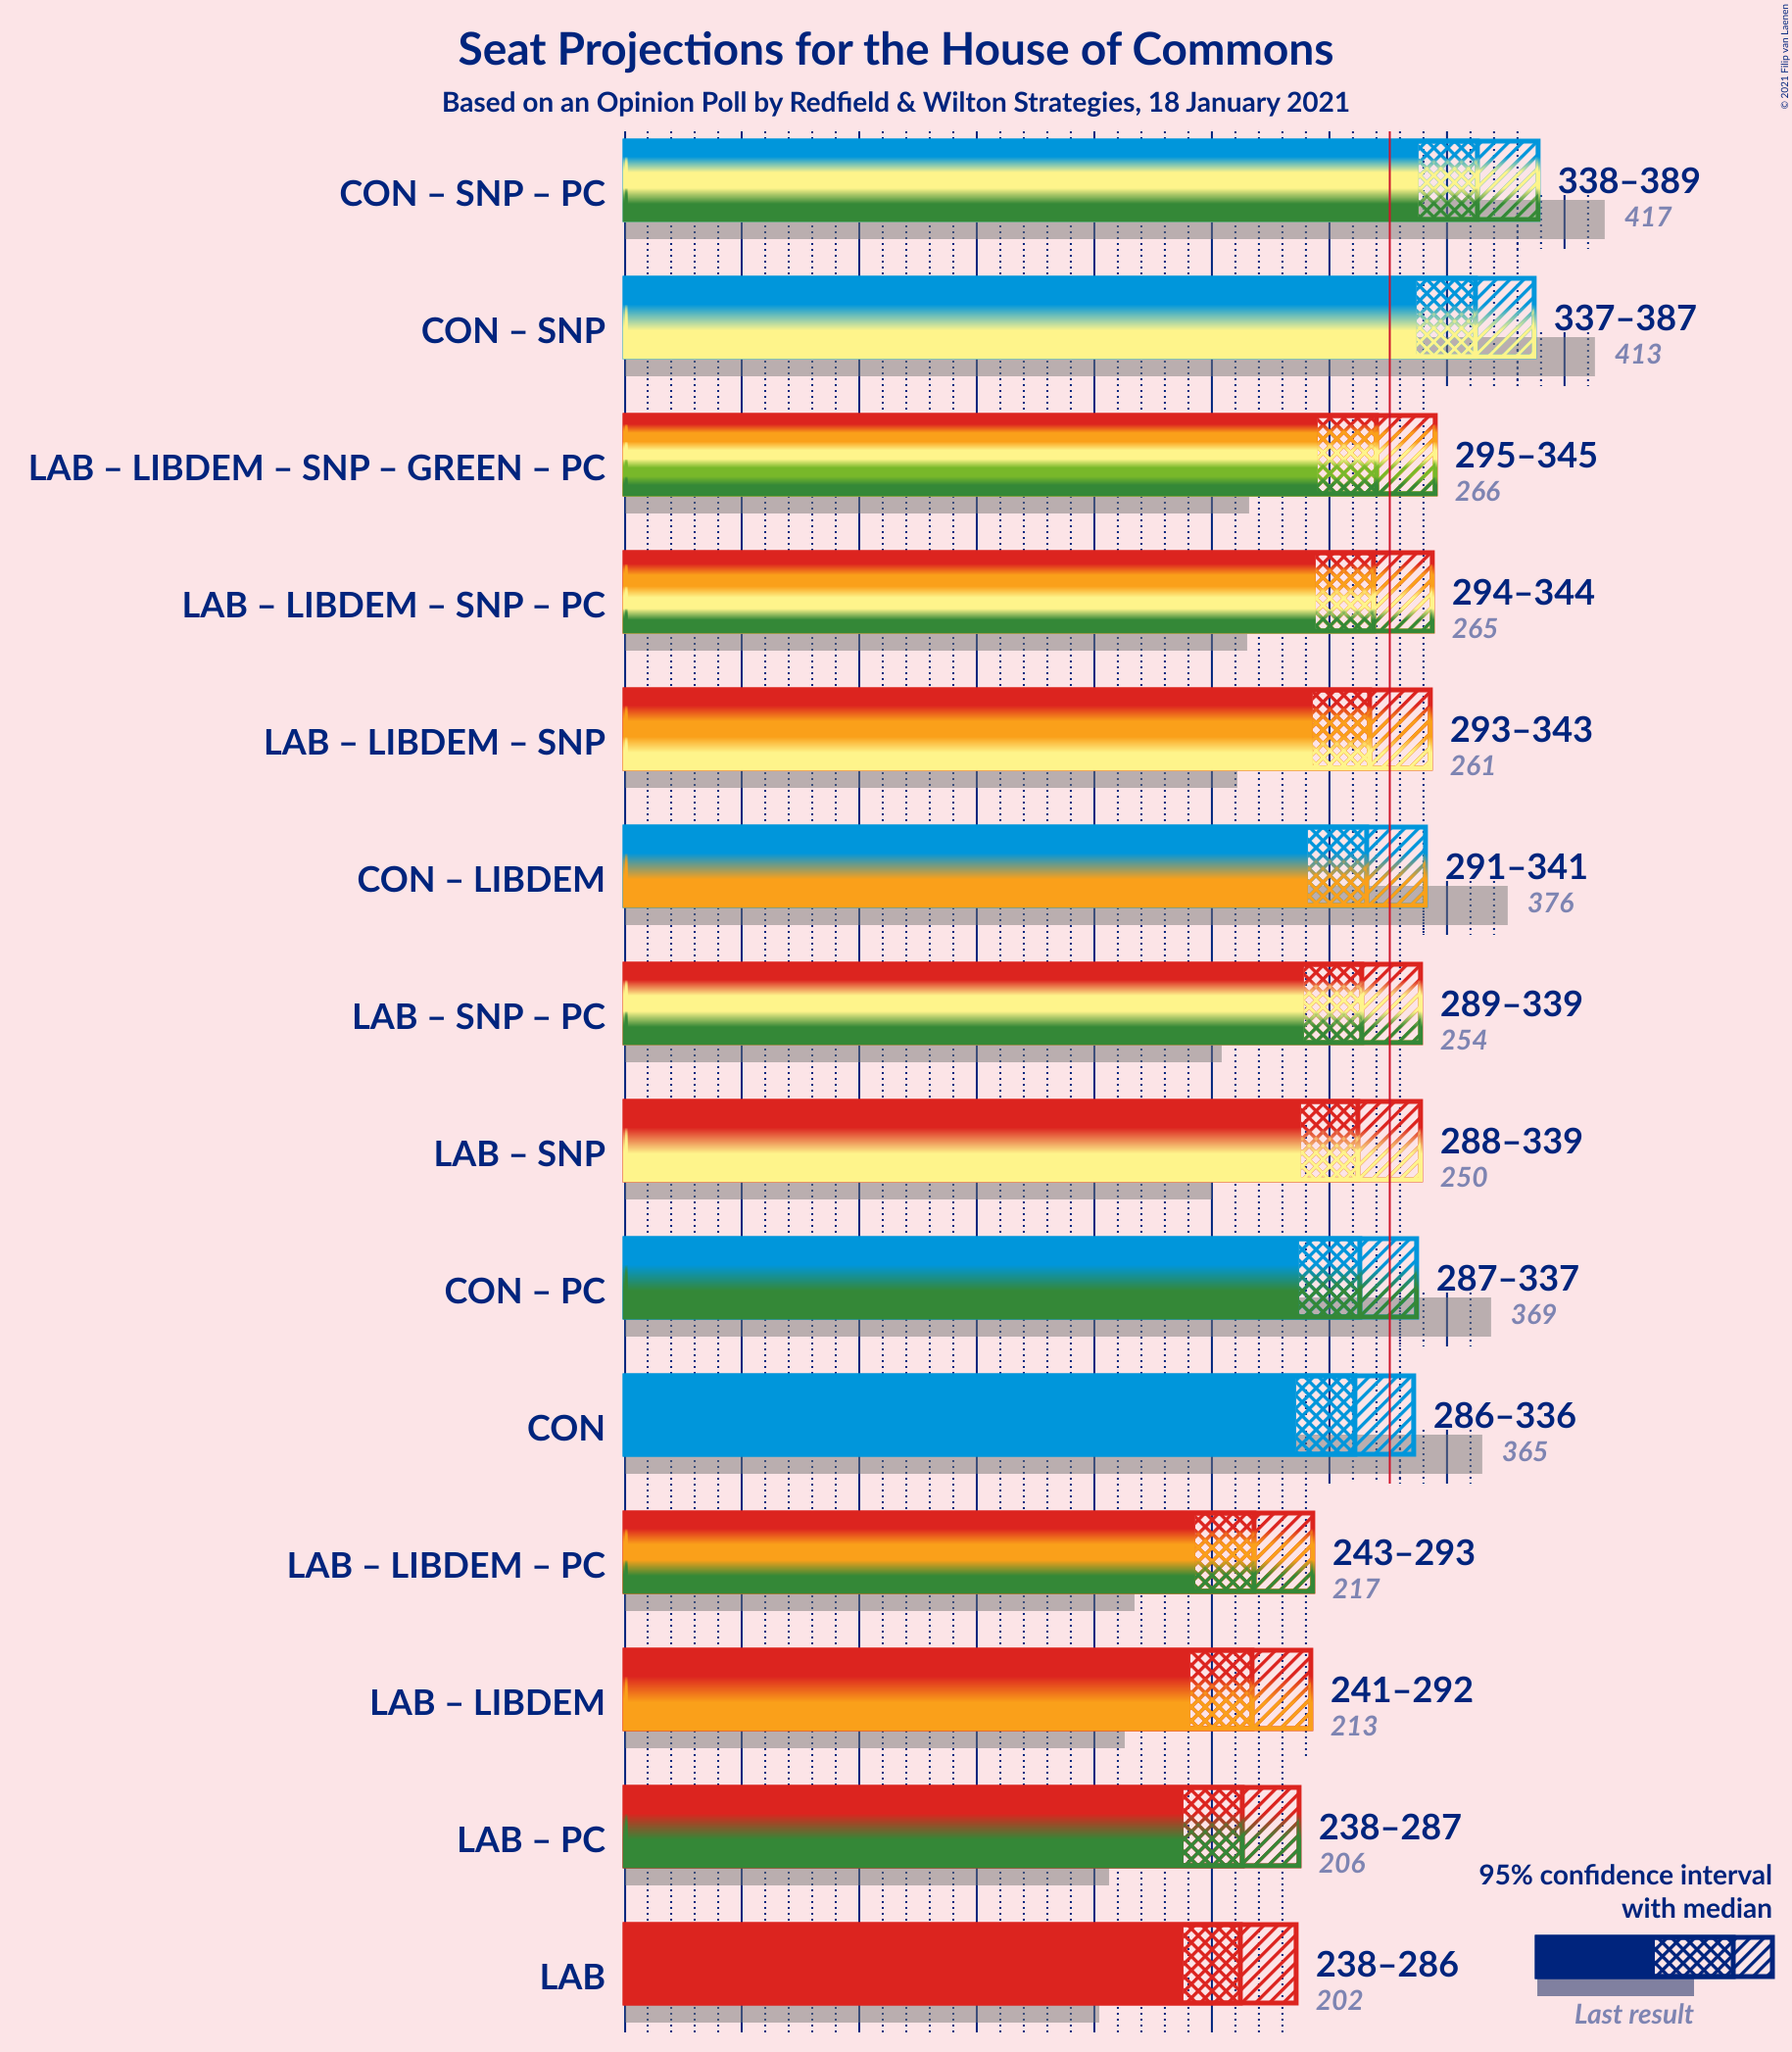 Seat Projections for the House of Commons
Based on an Opinion Poll by Redfield & Wilton Strategies, 18 January 2021
© 2021 Filip van Laenen
CON – SNP – PC
338–389
417
CON – SNP
337–387
413
LAB – LIBDEM – SNP – GREEN – PC
295–345
266
LAB – LIBDEM – SNP – PC
294–344
265
LAB – LIBDEM – SNP
293–343
261
CON – LIBDEM
291–341
376
LAB – SNP – PC
289–339
254
LAB – SNP
288–339
250
CON – PC
287–337
369
CON
286–336
365
LAB – LIBDEM – PC
243–293
217
LAB – LIBDEM
241–292
213
LAB – PC
238–287
206
LAB
238–286
202
95% confidence interval
with median
Last result